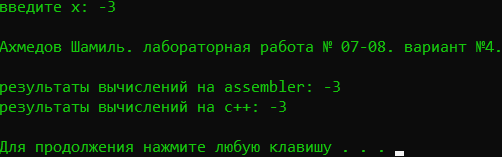 введите x: -3
Ахмедов Шамиль. лабораторная работа № 07-08. вариант №4.
результаты вычислений на assembler: -3
результаты вычислений на c++: -3
Для продолжения нажмите любую клавишу . . .